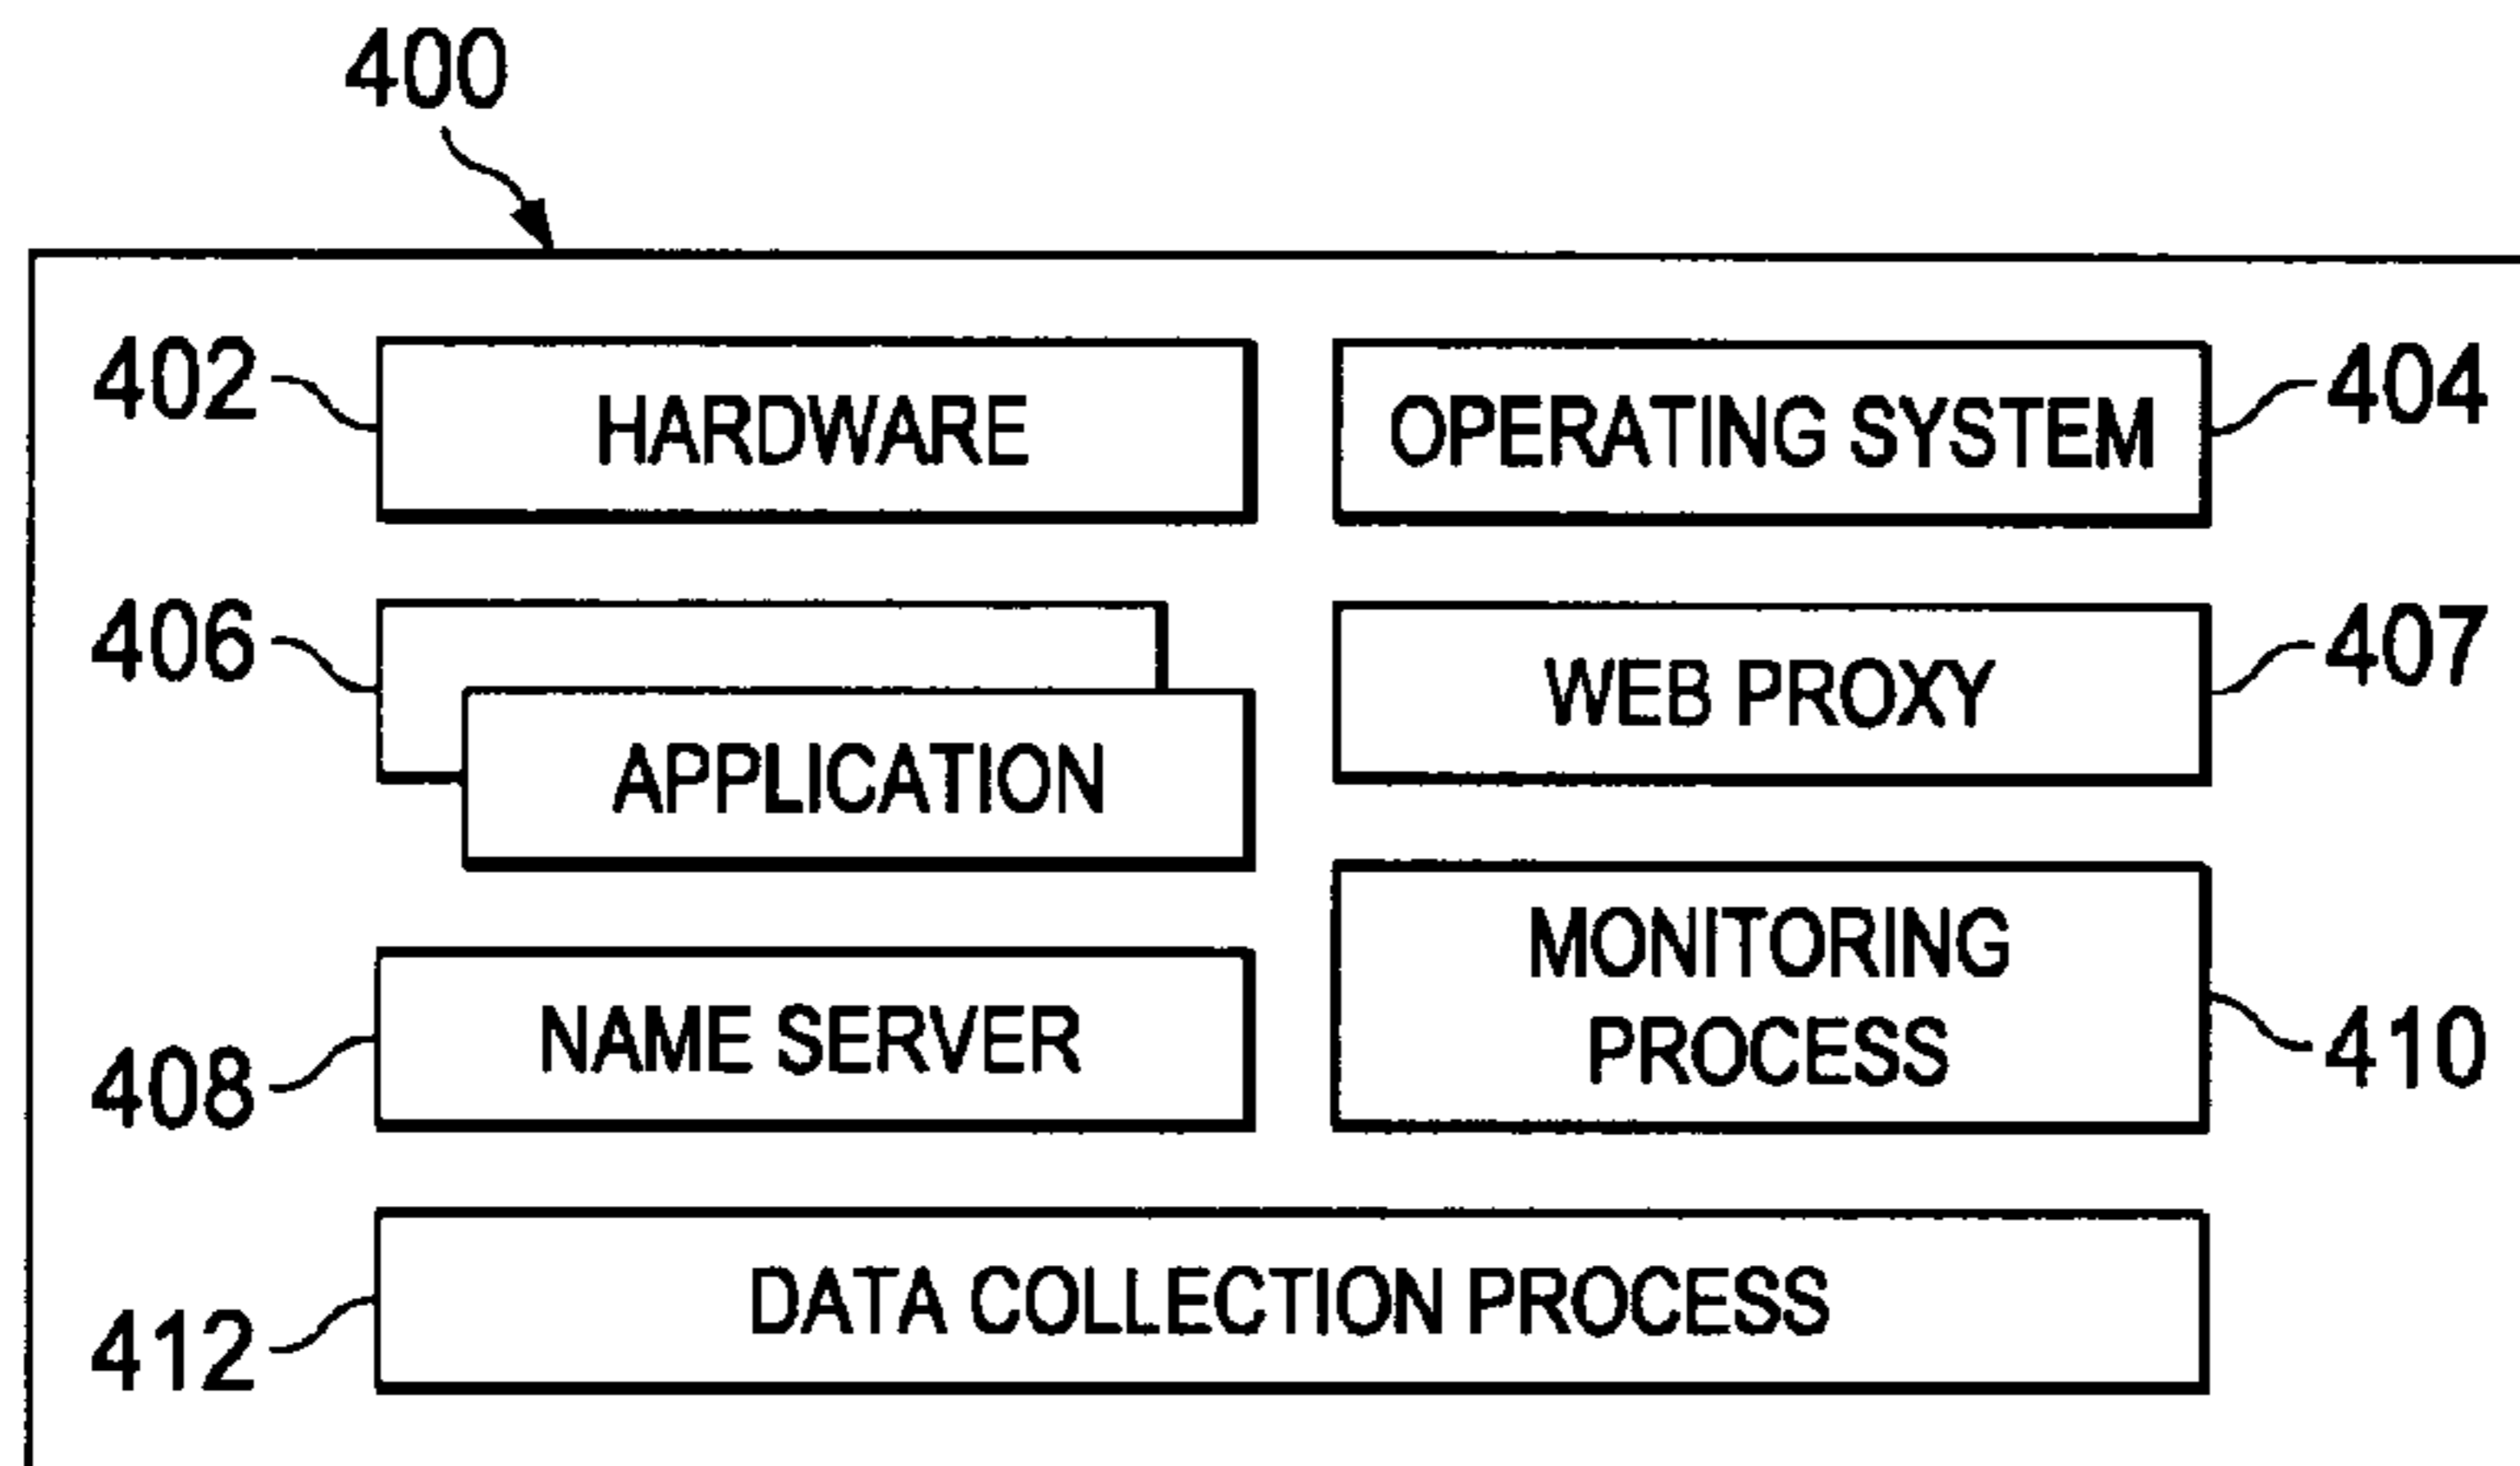 400
402
HARDWARE
OPERATING SYSTEM
404
406
APPLICATION
WEB PROXY
407
408
NAME SERVER
MONITORING
PROCESS
410
412
DATA COLLECTION PROCESS